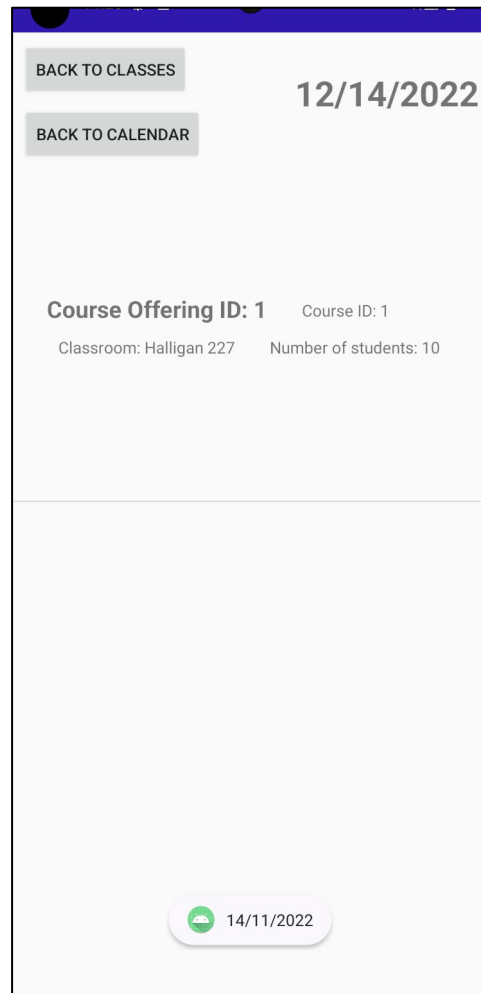 BACK TO CLASSES
12/14/2022
BACK TO CALENDAR
Course Offering ID: 1 Course ID: 1
Classroom: Halligan 227 Number of students: 10
14/11/2022